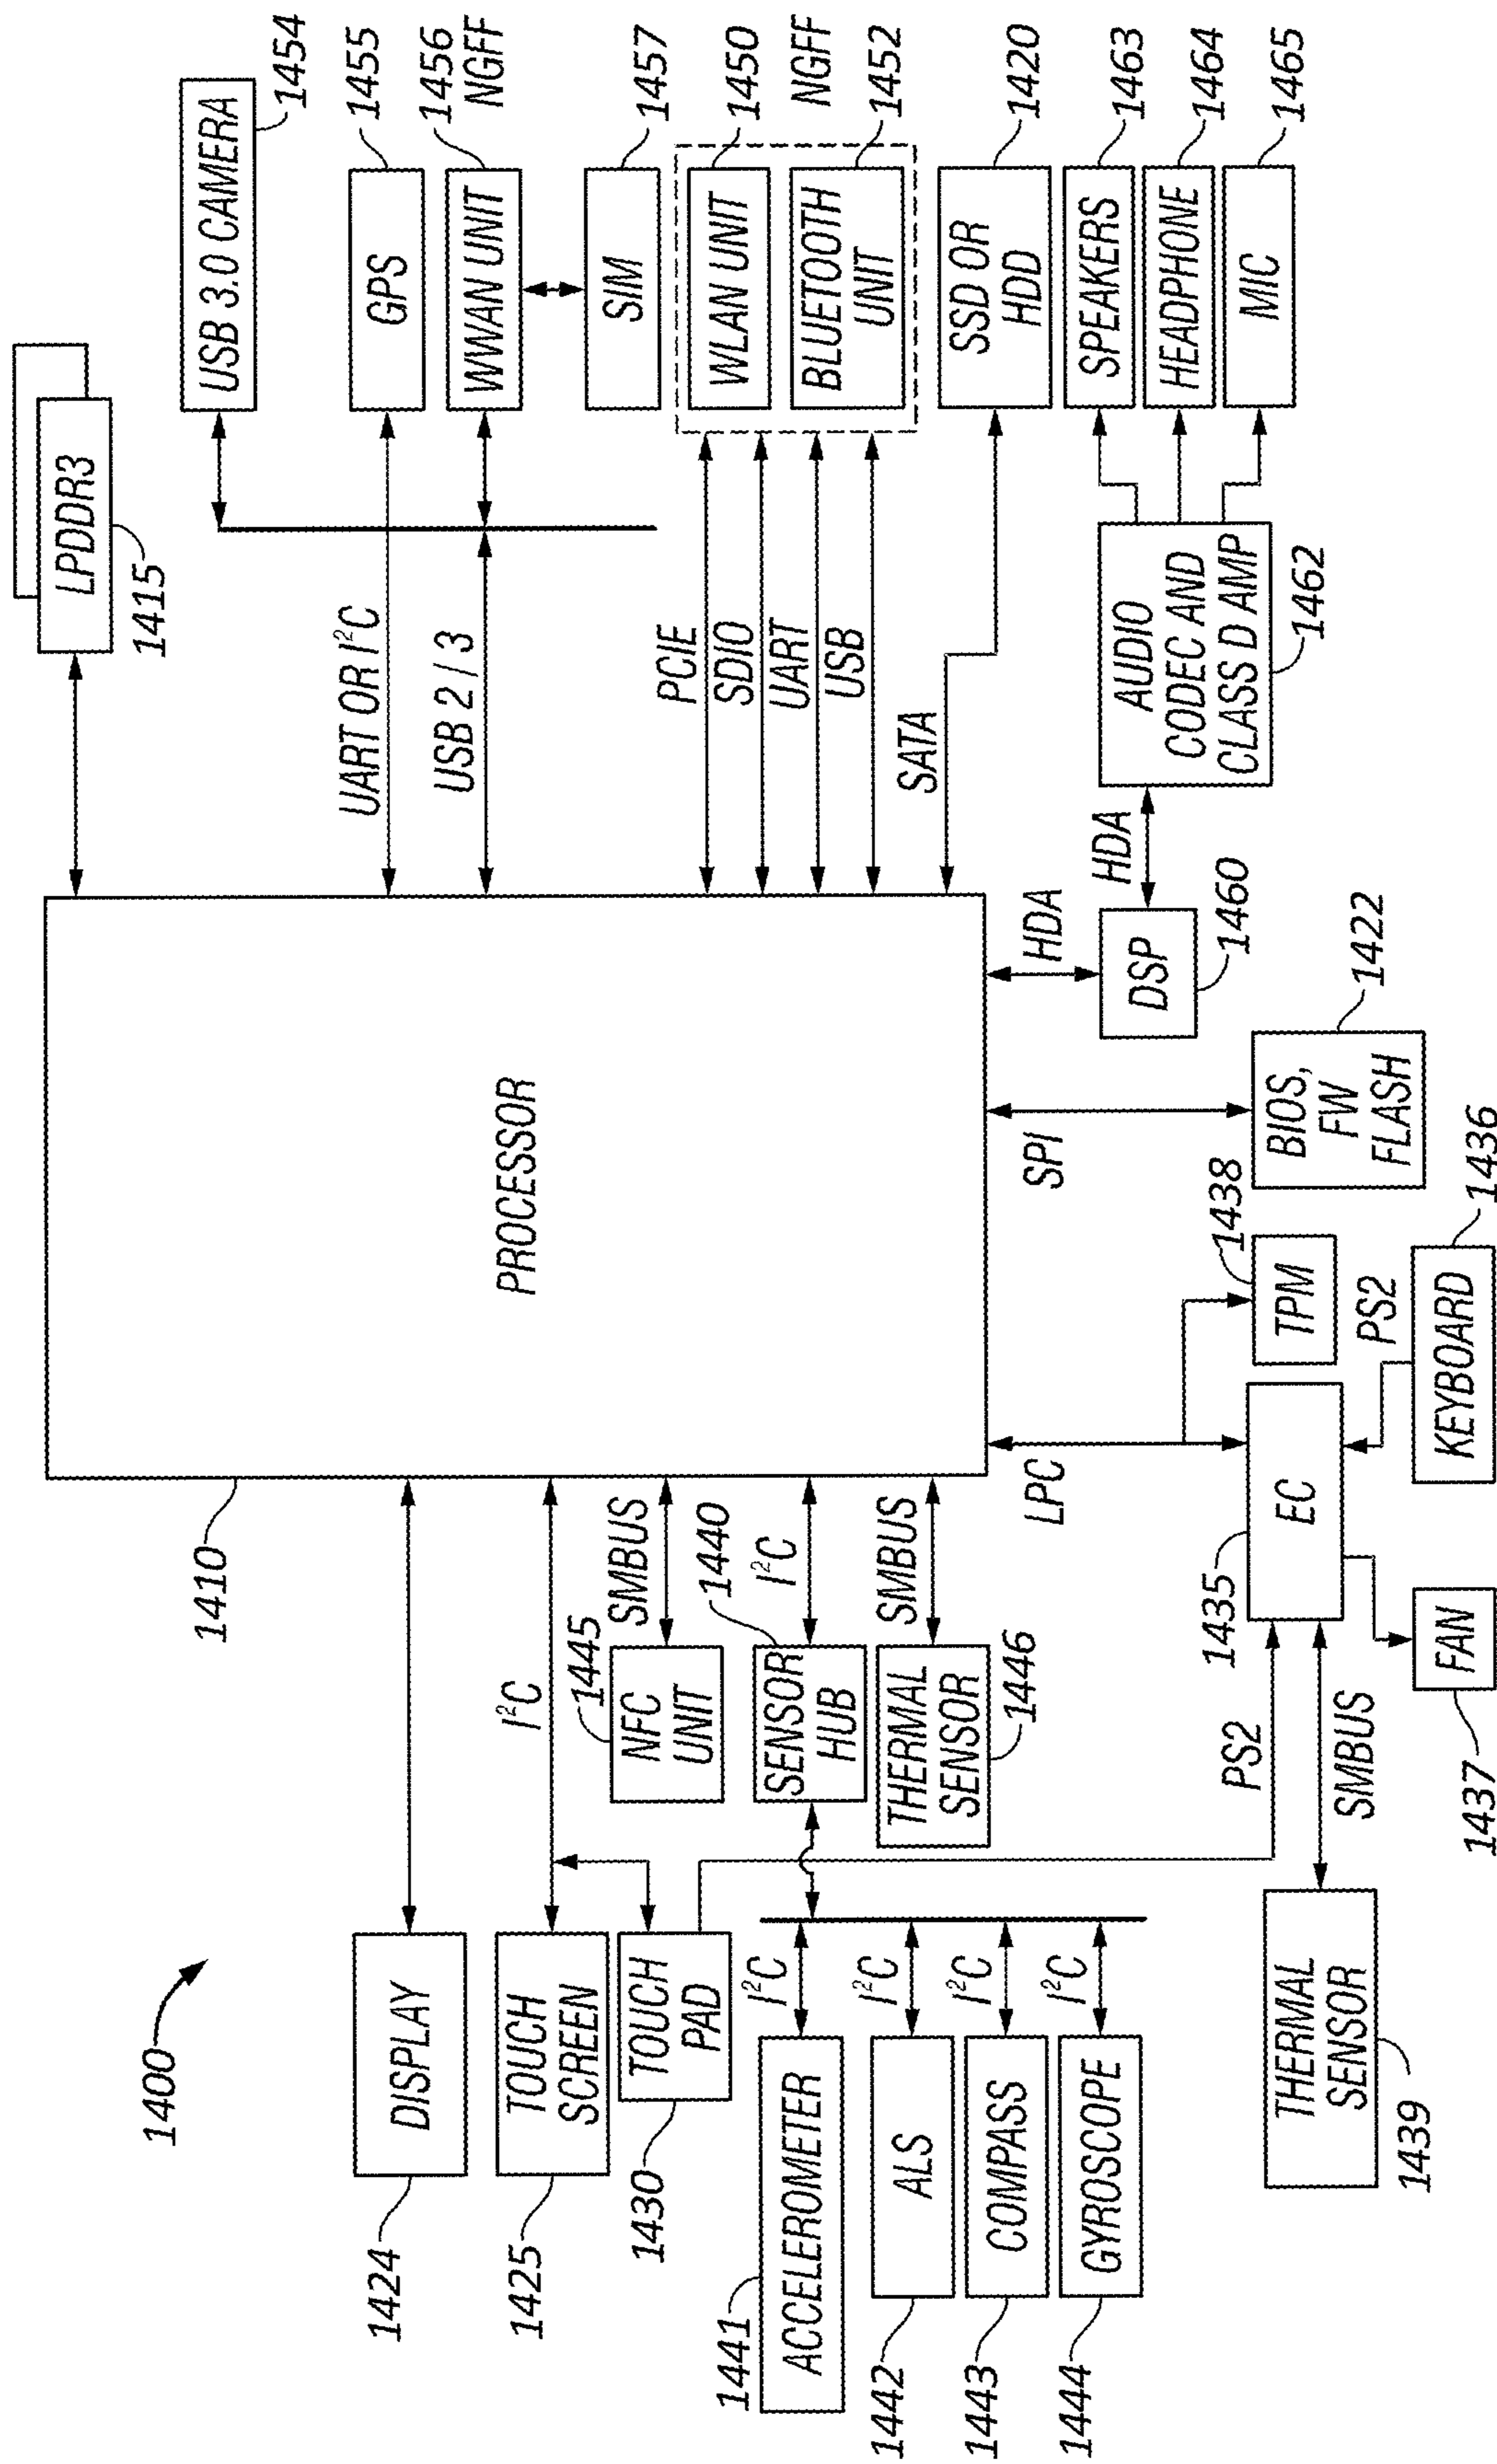 1400
1410
PROCESSOR
LPDDR3
1415
DISPLAY
1424
TOUCH
SCREEN
1425
I²C
TOUCH
PAD
1430
NFC
UNIT
1445
SMBUS
SENSOR
HUB
1440
I²C
THERMAL
SENSOR
1446
SMBUS
ACCELEROMETER
1441
I²C
ALS
1442
I²C
COMPASS
1443
I²C
GYROSCOPE
1444
I²C
THERMAL
SENSOR
1439
SMBUS
PS2
FAN
1437
EC
1435
LPC
TPM
1438
KEYBOARD
1436
PS2
BIOS,
FW
FLASH
1422
SPI
DSP
1460
HDA
HDA
AUDIO
CODEC AND
CLASS D AMP
1462
USB 3.0 CAMERA
1454
GPS
1455
UART OR I²C
WWAN UNIT
1456
NGFF
USB 2 / 3
SIM
1457
WLAN UNIT
1450
NGFF
BLUETOOTH
UNIT
1452
PCIE
SDIO
UART
USB
SATA
SSD OR
HDD
1420
SPEAKERS
1463
HEADPHONE
1464
MIC
1465